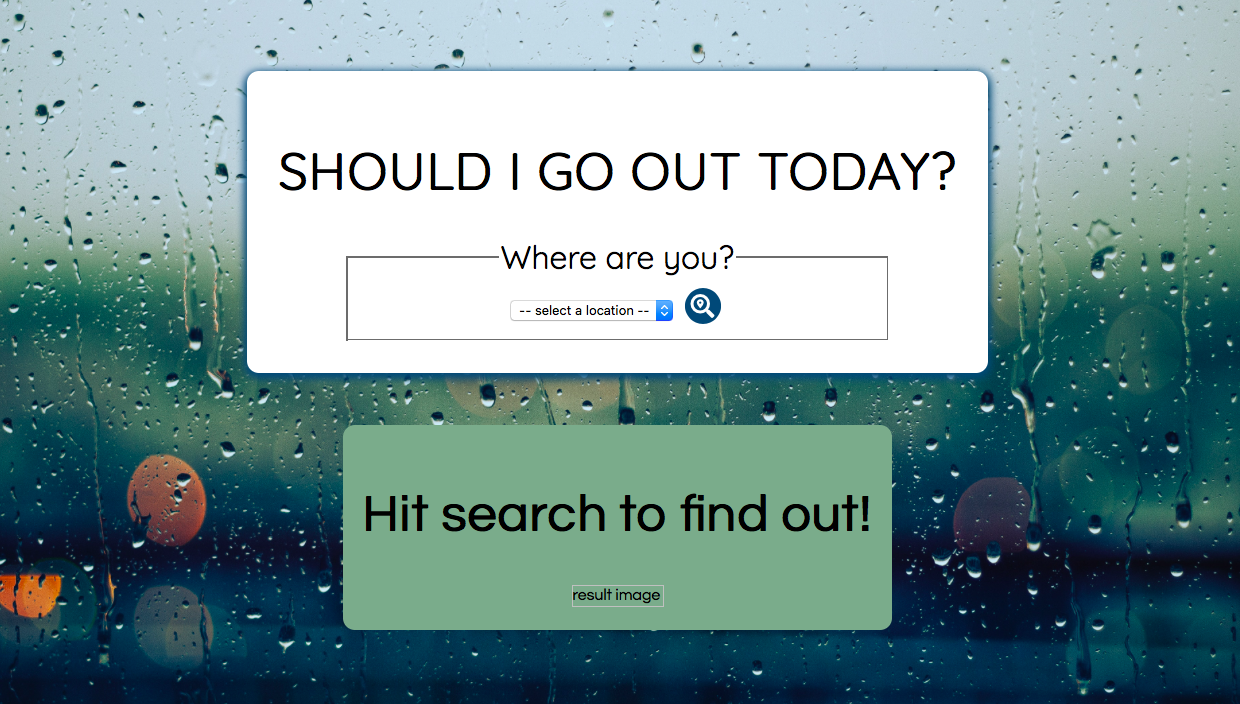 SHOULD I GO OUT TODAY?
Where are you?
-- select a location --
Hit search to find out!
result image